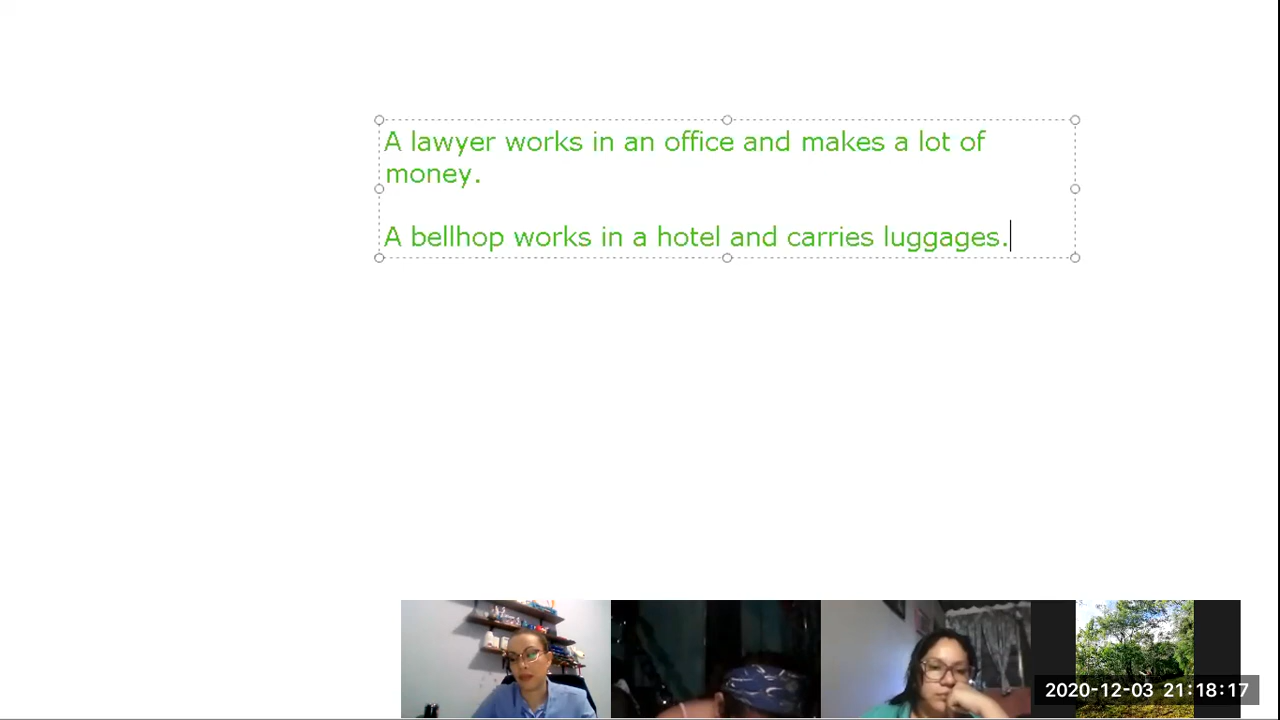 A lawyer works in an office and makes a lot of
money.
A bellhop works in a hotel and carries luggages.
2020-12-03 21:18:17